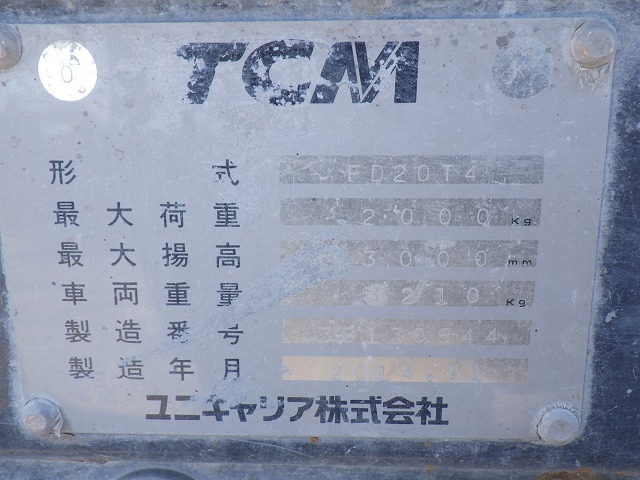 TCM
形式 FD20T4
最大荷重 2000 Kg
最大揚高 3000 mm
車両重量 Kg
製造番号
製造年月
ユニキャリア株式会社